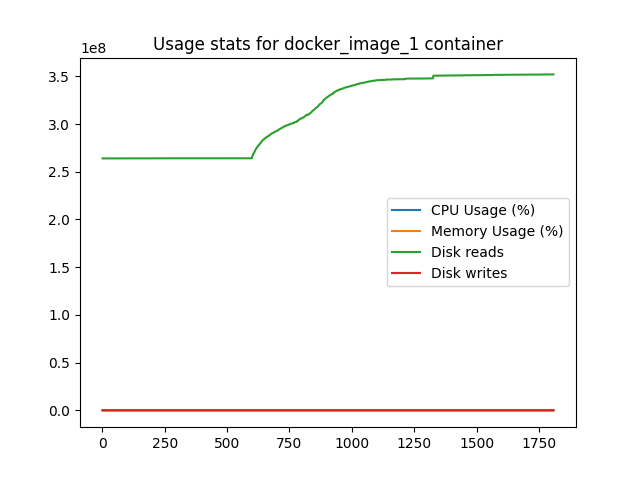 Usage stats for docker_image_1 container
1e8
3.5
3.0
2.5
2.0
1.5
1.0
0.5
0.0
CPU Usage (%)
Memory Usage (%)
Disk reads
Disk writes
0 250 500 750 1000 1250 1500 1750